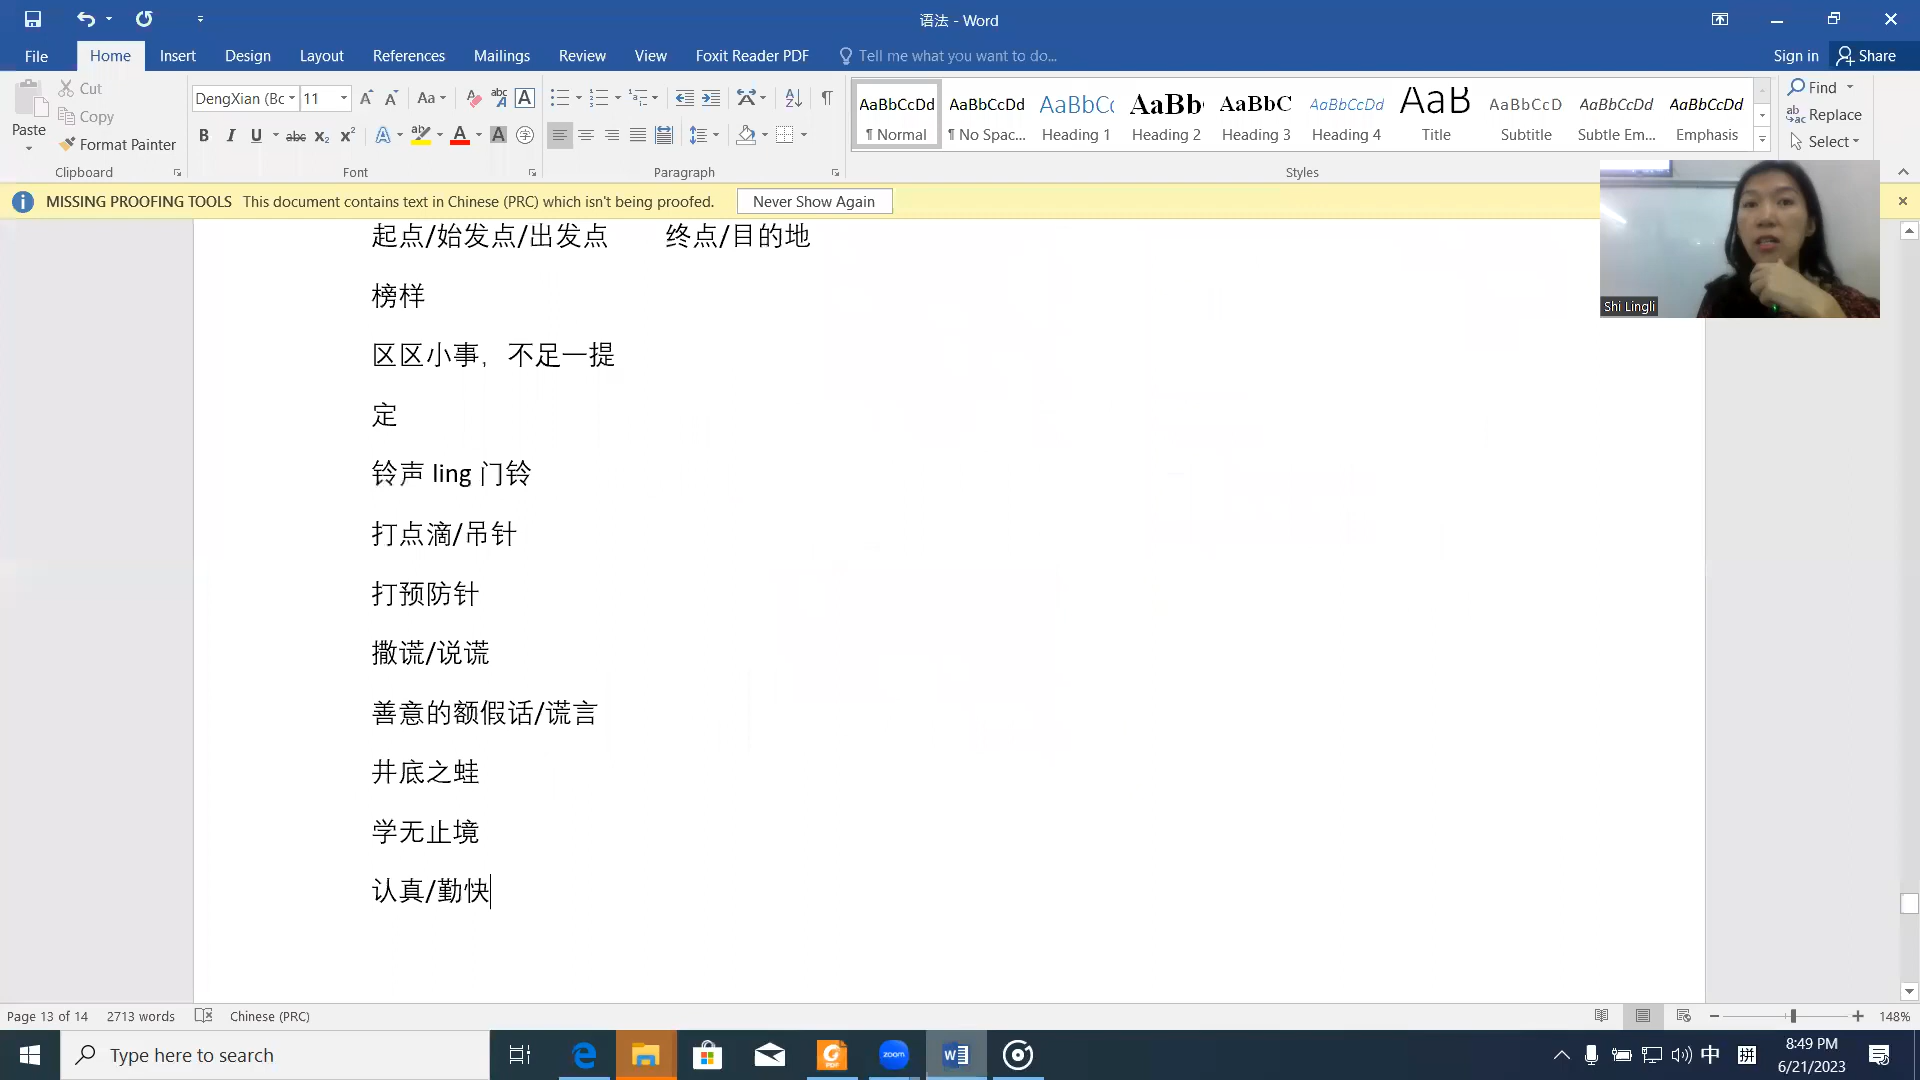 语法 - Word
File Home Insert Design Layout References Mailings Review View Foxit Reader PDF Tell me what you want to do... Sign in Share
Paste Cut Copy Format Painter Clipboard
DengXian (Bc 11 Font
Paragraph
AaBbCcDd AaBbCcDd AaBbCc AaBb( AaBbC AaBbCcDd AaB AaBbCcD AaBbCcDd AaBbCcDd
¶ Normal ¶ No Spac... Heading 1 Heading 2 Heading 3 Heading 4 Title Subtitle Subtle Em... Emphasis
Styles
Find
Replace
Select
MISSING PROOFING TOOLS This document contains text in Chinese (PRC) which isn't being proofed. Never Show Again
Shi Lingli
起点/始发点/出发点 终点/目的地
榜样
区区小事，不足一提
定
铃声 ling 门铃
打点滴/吊针
打预防针
撒谎/说谎
善意的额假话/谎言
井底之蛙
学无止境
认真/勤快
Page 13 of 14 2713 words Chinese (PRC) 148%
Type here to search
zoom
中 拼
8:49 PM
6/21/2023